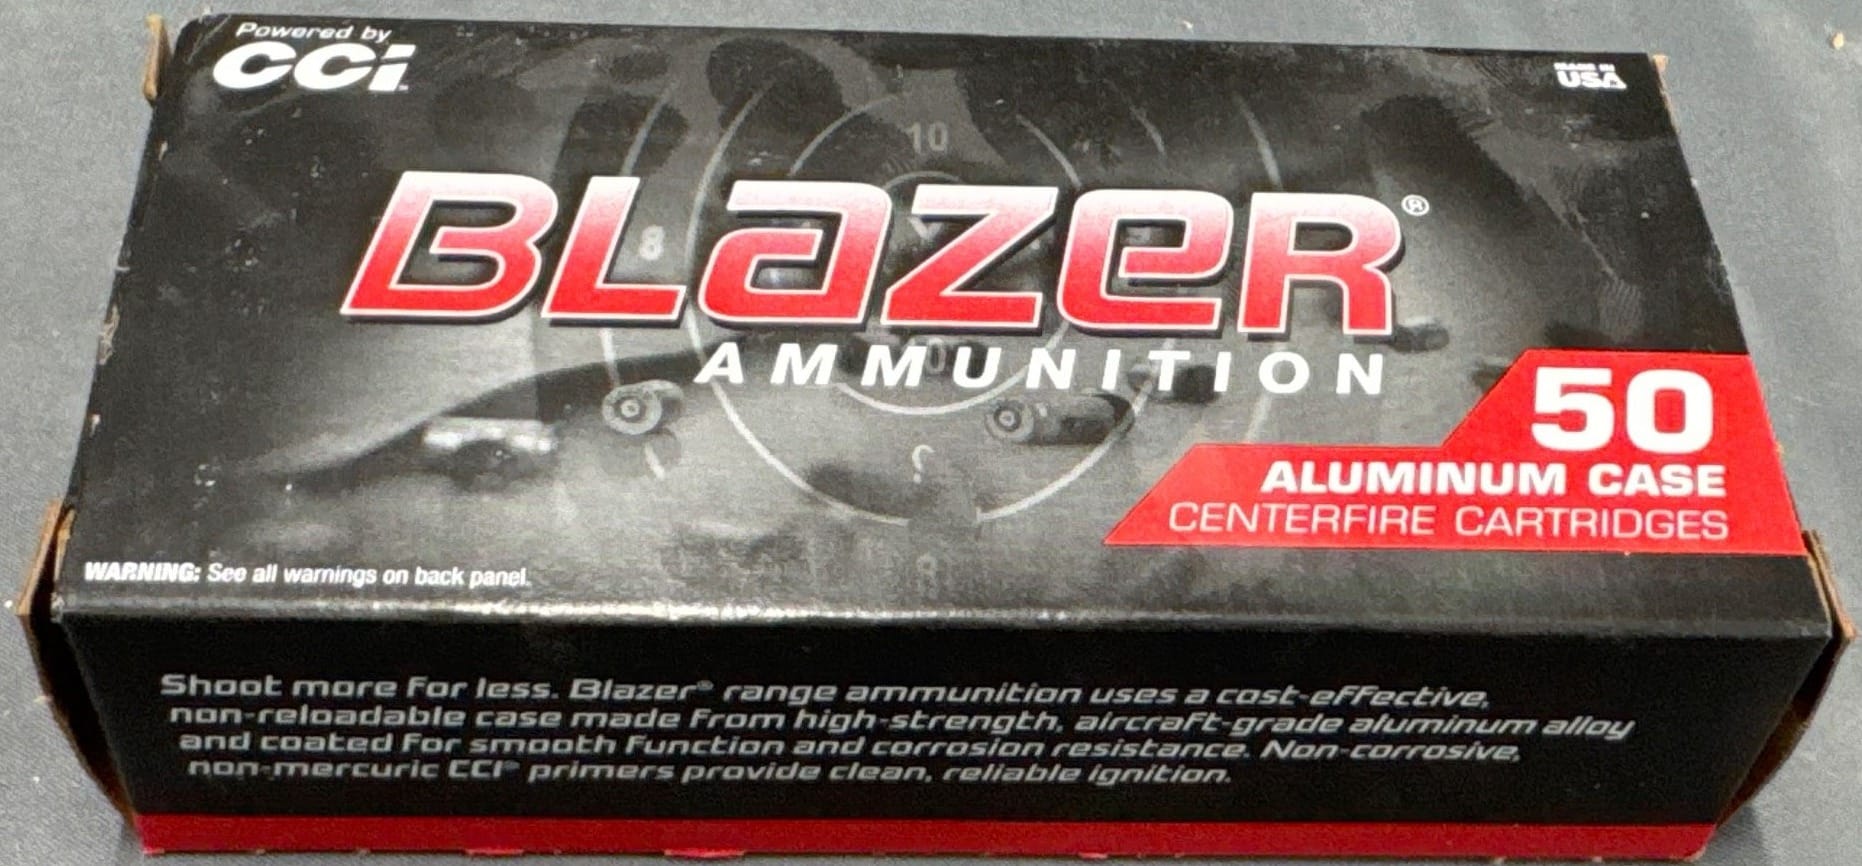 Powered by
CCI
MADE IN
USA
10
BLaZeR®
8
AMMUNITION
50
ALUMINUM CASE
CENTERFIRE CARTRIDGES
8
WARNING: See all warnings on back panel.
Shoot more for less. Blazer® range ammunition uses a cost-effective,
non-reloadable case made from high-strength, aircraft-grade aluminum alloy
and coated for smooth function and corrosion resistance. Non-corrosive,
non-mercuric CCI® primers provide clean, reliable ignition.